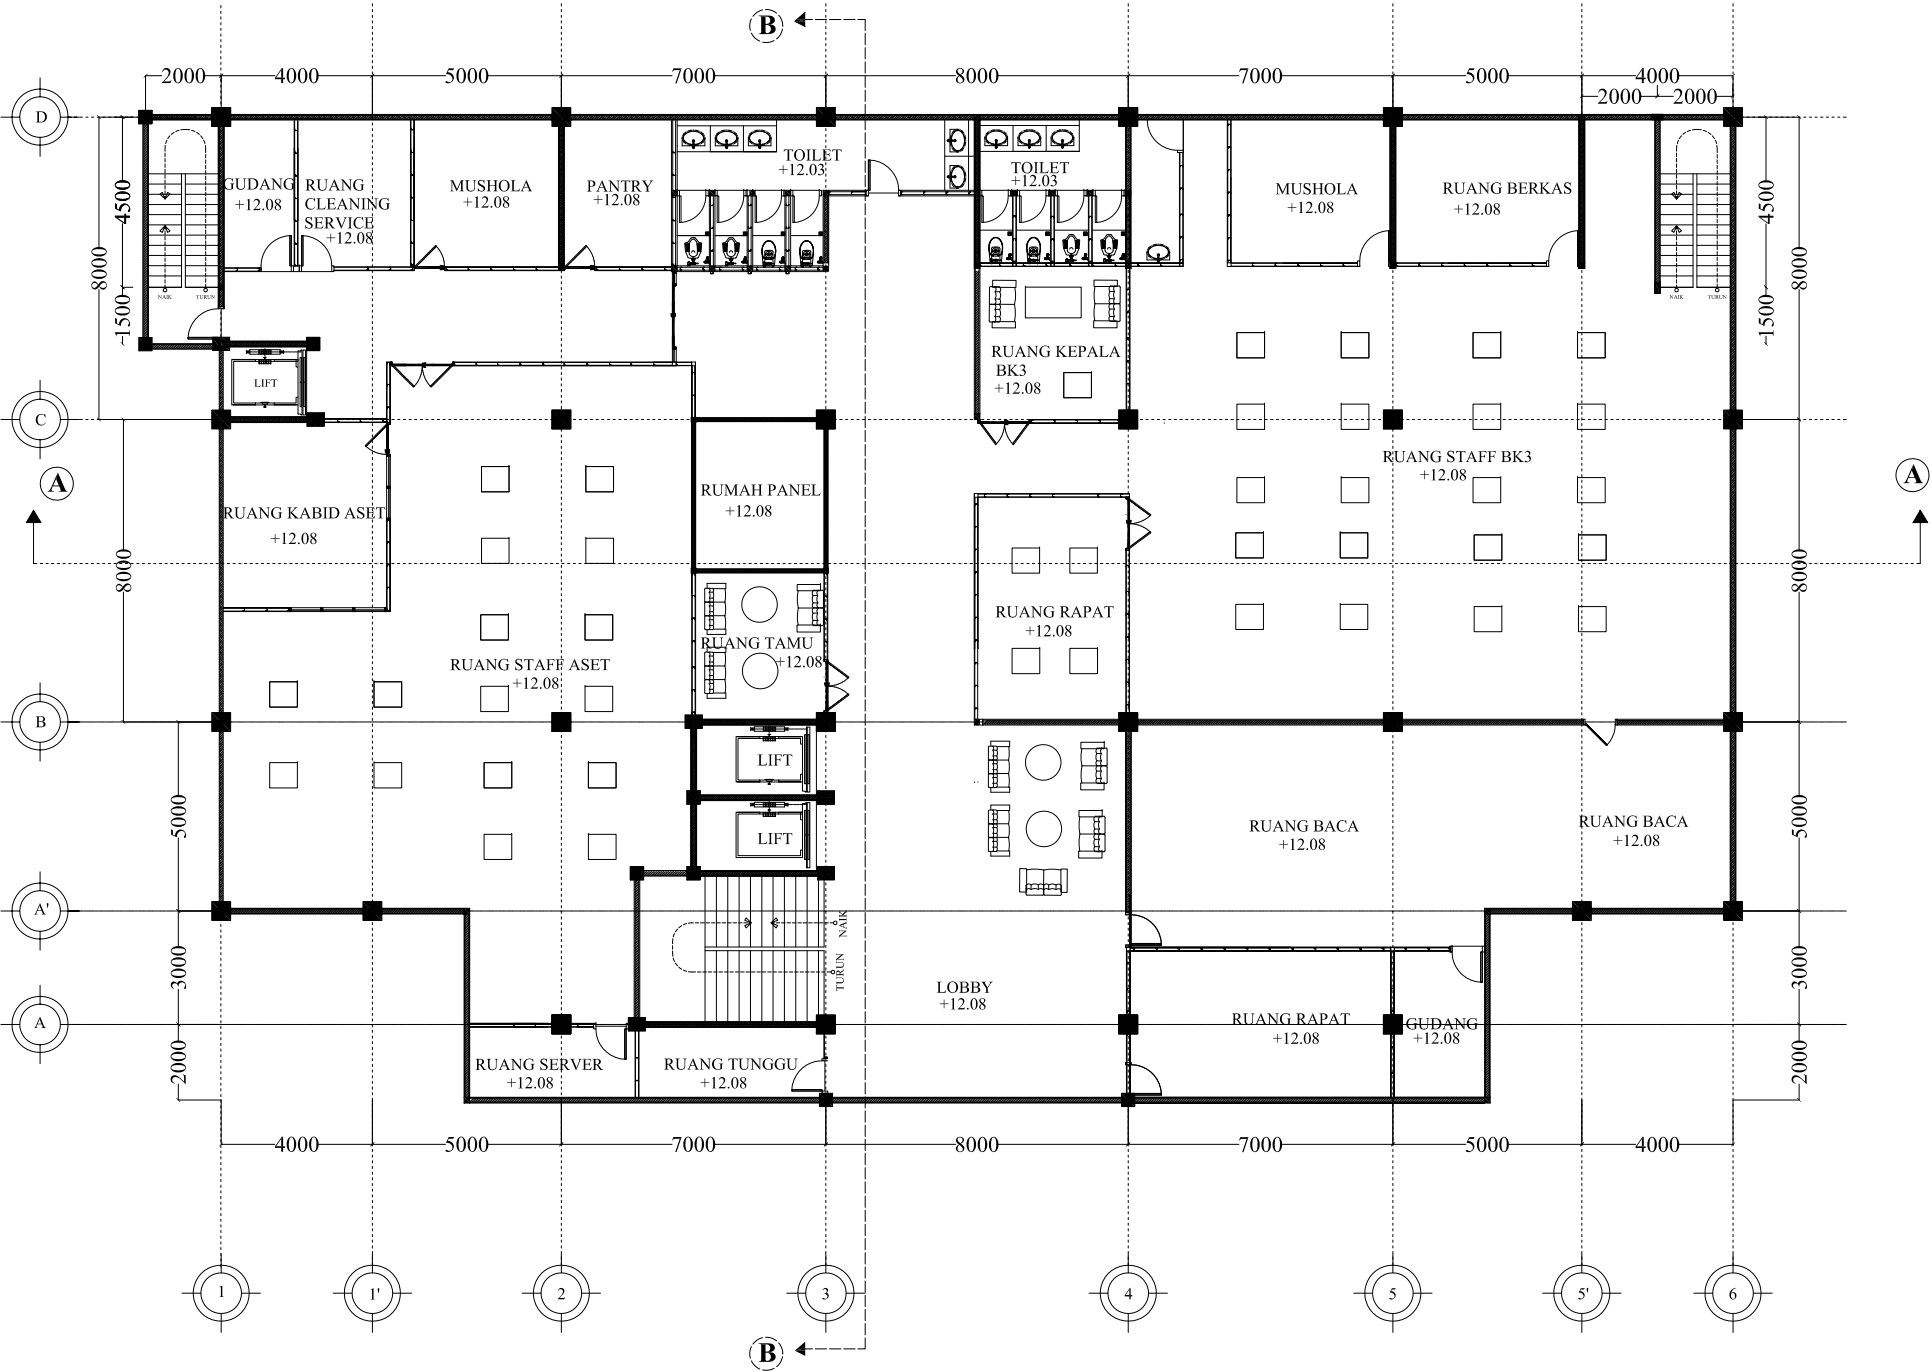 B
2000 4000 5000 7000 8000 7000 5000 4000
2000 2000
D
TOILET
+12.03
TOILET
+12.03
GUDANG
+12.08
RUANG
CLEANING
SERVICE
+12.08
MUSHOLA
+12.08
PANTRY
+12.08
MUSHOLA
+12.08
RUANG BERKAS
+12.08
4500
4500
8000
8000
NAIK TURUN
NAIK TURUN
1500
1500
RUANG KEPALA
BK3
+12.08
LIFT
C
RUANG STAFF BK3
+12.08
A
A
RUMAH PANEL
+12.08
RUANG KABID ASET
+12.08
8000
8000
RUANG RAPAT
+12.08
RUANG TAMU
+12.08
RUANG STAFF ASET
+12.08
B
LIFT
5000
5000
RUANG BACA
+12.08
RUANG BACA
+12.08
LIFT
A'
NAIK
TURUN
3000
3000
LOBBY
+12.08
A
RUANG RAPAT
+12.08
GUDANG
+12.08
RUANG SERVER
+12.08
RUANG TUNGGU
+12.08
2000
2000
4000 5000 7000 8000 7000 5000 4000
1 1' 2 3 4 5 5' 6
B